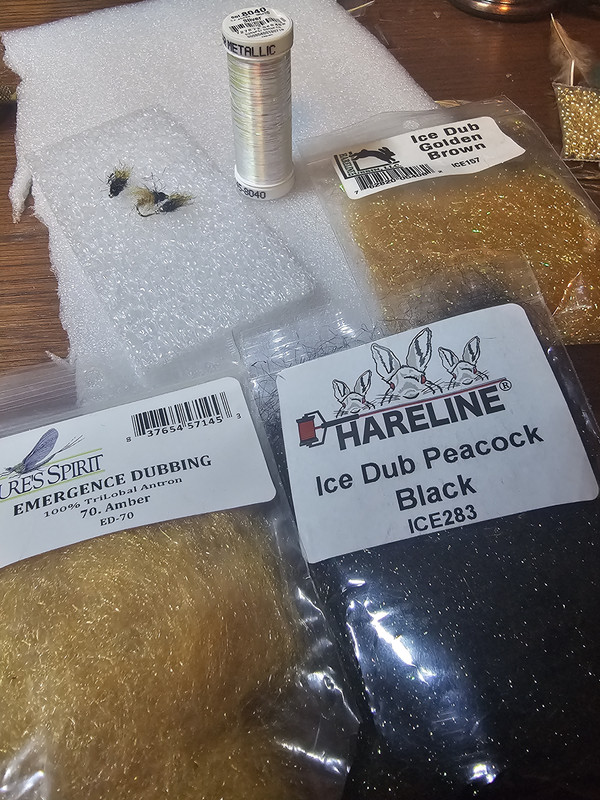 8040
Silver
METALLIC
8040
Ice Dub
Golden
Brown
ICE157
HARELINE®
Ice Dub Peacock
Black
ICE283
8 37654 57145 3
URE'S SPIRIT
EMERGENCE DUBBING
100% TriLobal Antron
70. Amber
ED-70